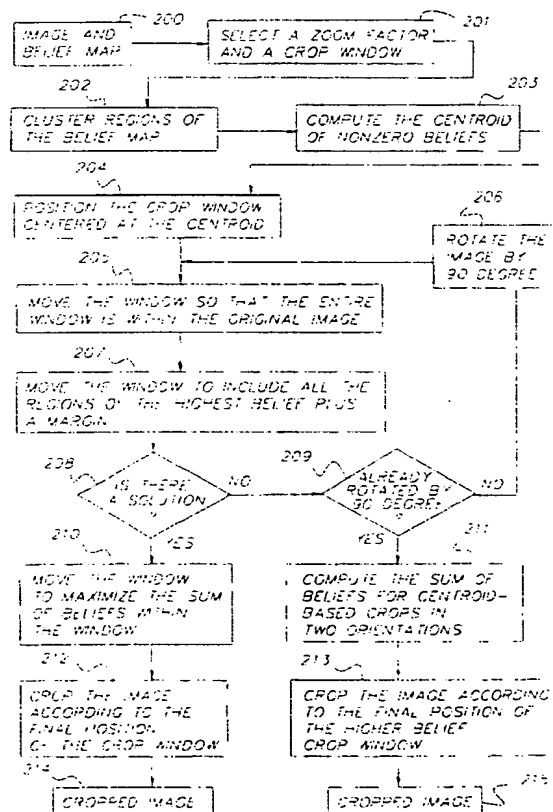 200
201
IMAGE AND
BELIEF MAP
SELECT A ZOOM FACTOR
AND A CROP WINDOW
202
203
CLUSTER REGIONS OF
THE BELIEF MAP
COMPUTE THE CENTROID
OF NONZERO BELIEFS
204
POSITION THE CROP WINDOW
CENTERED AT THE CENTROID
206
ROTATE THE
IMAGE BY
90 DEGREE
205
MOVE THE WINDOW SO THAT THE ENTIRE
WINDOW IS WITHIN THE ORIGINAL IMAGE
207
MOVE THE WINDOW TO INCLUDE ALL THE
REGIONS OF THE HIGHEST BELIEF PLUS
A MARGIN
208
IS THERE
A SOLUTION
?
NO
YES
209
ALREADY
ROTATED BY
90 DEGREE
?
NO
YES
210
MOVE THE WINDOW
TO MAXIMIZE THE SUM
OF BELIEFS WITHIN
THE WINDOW
211
COMPUTE THE SUM OF
BELIEFS FOR CENTROID-
BASED CROPS IN
TWO ORIENTATIONS
212
CROP THE IMAGE
ACCORDING TO THE
FINAL POSITION
OF THE CROP WINDOW
213
CROP THE IMAGE ACCORDING
TO THE FINAL POSITION OF
THE HIGHER BELIEF
CROP WINDOW
214
CROPPED IMAGE
215
CROPPED IMAGE